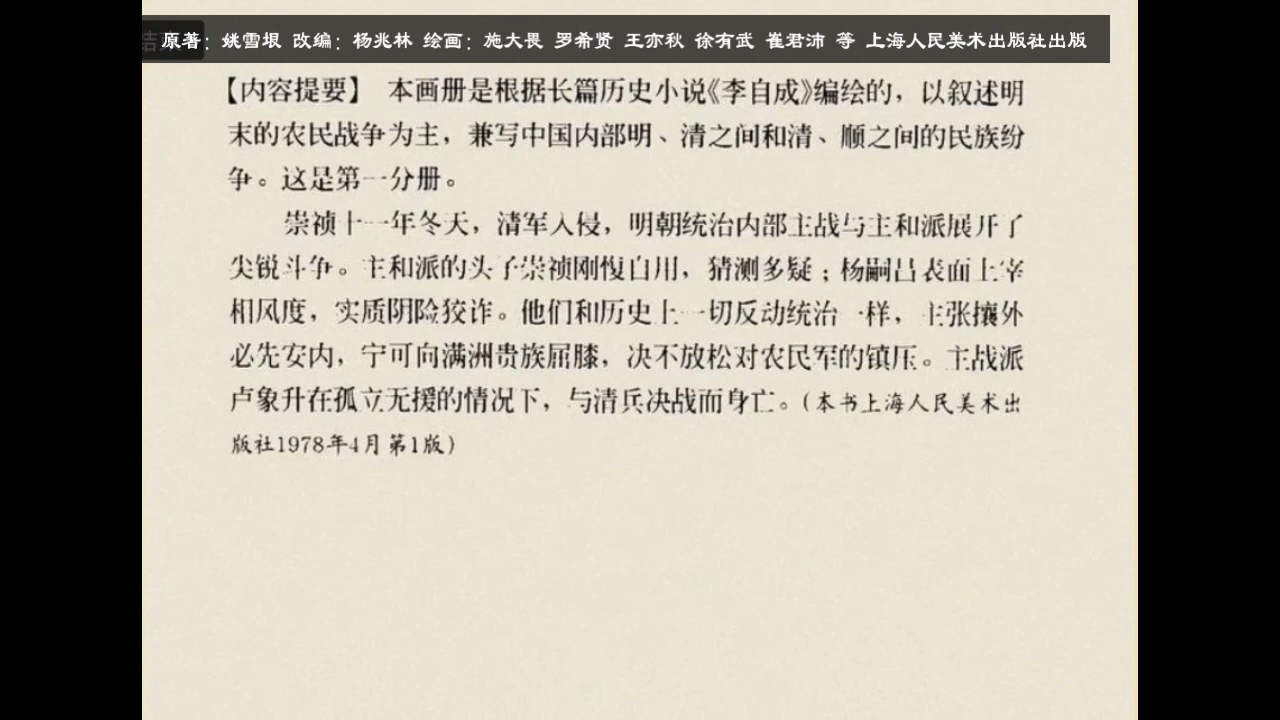 原著：姚雪垠 改编：杨兆林 绘画：施大畏 罗希贤 王亦秋 徐有武 崔君沛 等 上海人民美术出版社出版
【内容提要】 本画册是根据长篇历史小说《李自成》编绘的，以叙述明
末的农民战争为主，兼写中国内部明、清之间和清、顺之间的民族纷
争。这是第一分册。
崇祯十一年冬天，清军入侵，明朝统治内部主战与主和派展开了
尖锐斗争。主和派的头子崇祯刚愎自用，猜测多疑；杨嗣昌表面上宰
相风度，实质阴险狡诈。他们和历史上一切反动统治一样，主张攘外
必先安内，宁可向满洲贵族屈膝，决不放松对农民军的镇压。主战派
卢象升在孤立无援的情况下，与清兵决战而身亡。（本书上海人民美术出
版社1978年4月第1版）